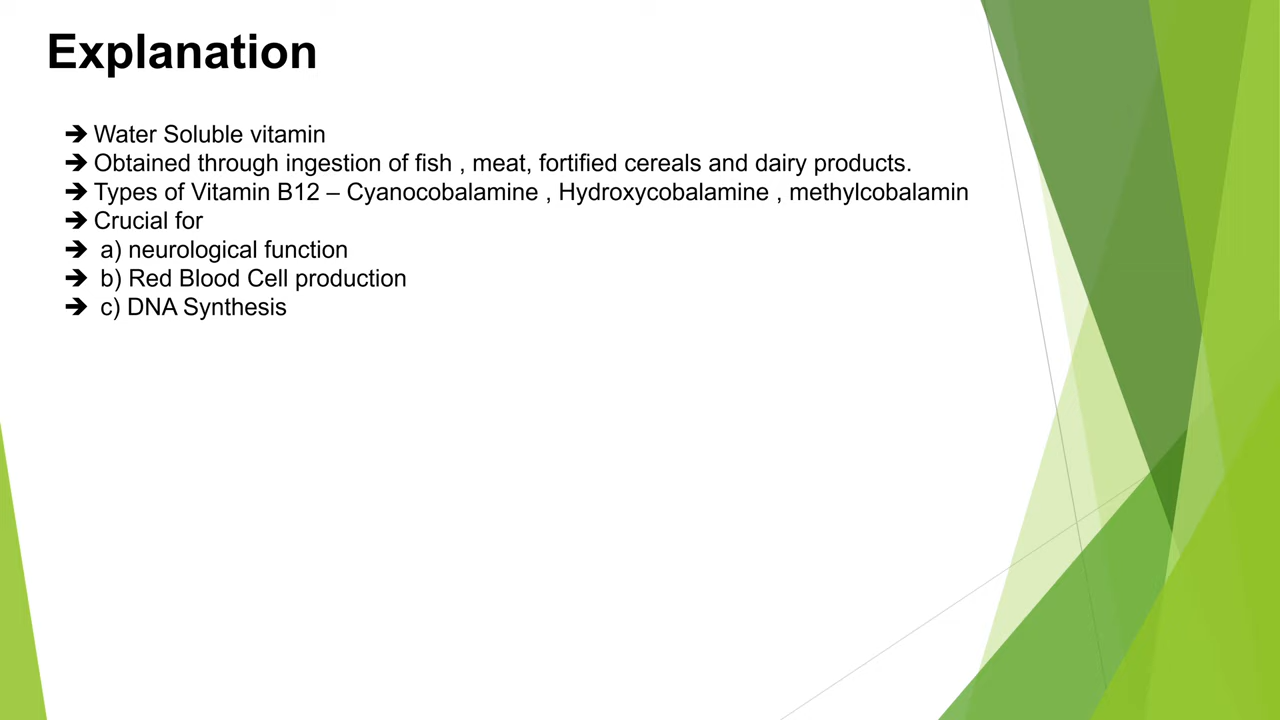 Explanation
➔ Water Soluble vitamin
➔ Obtained through ingestion of fish , meat, fortified cereals and dairy products.
➔ Types of Vitamin B12 – Cyanocobalamine , Hydroxycobalamine , methylcobalamin
➔ Crucial for
➔ a) neurological function
➔ b) Red Blood Cell production
➔ c) DNA Synthesis